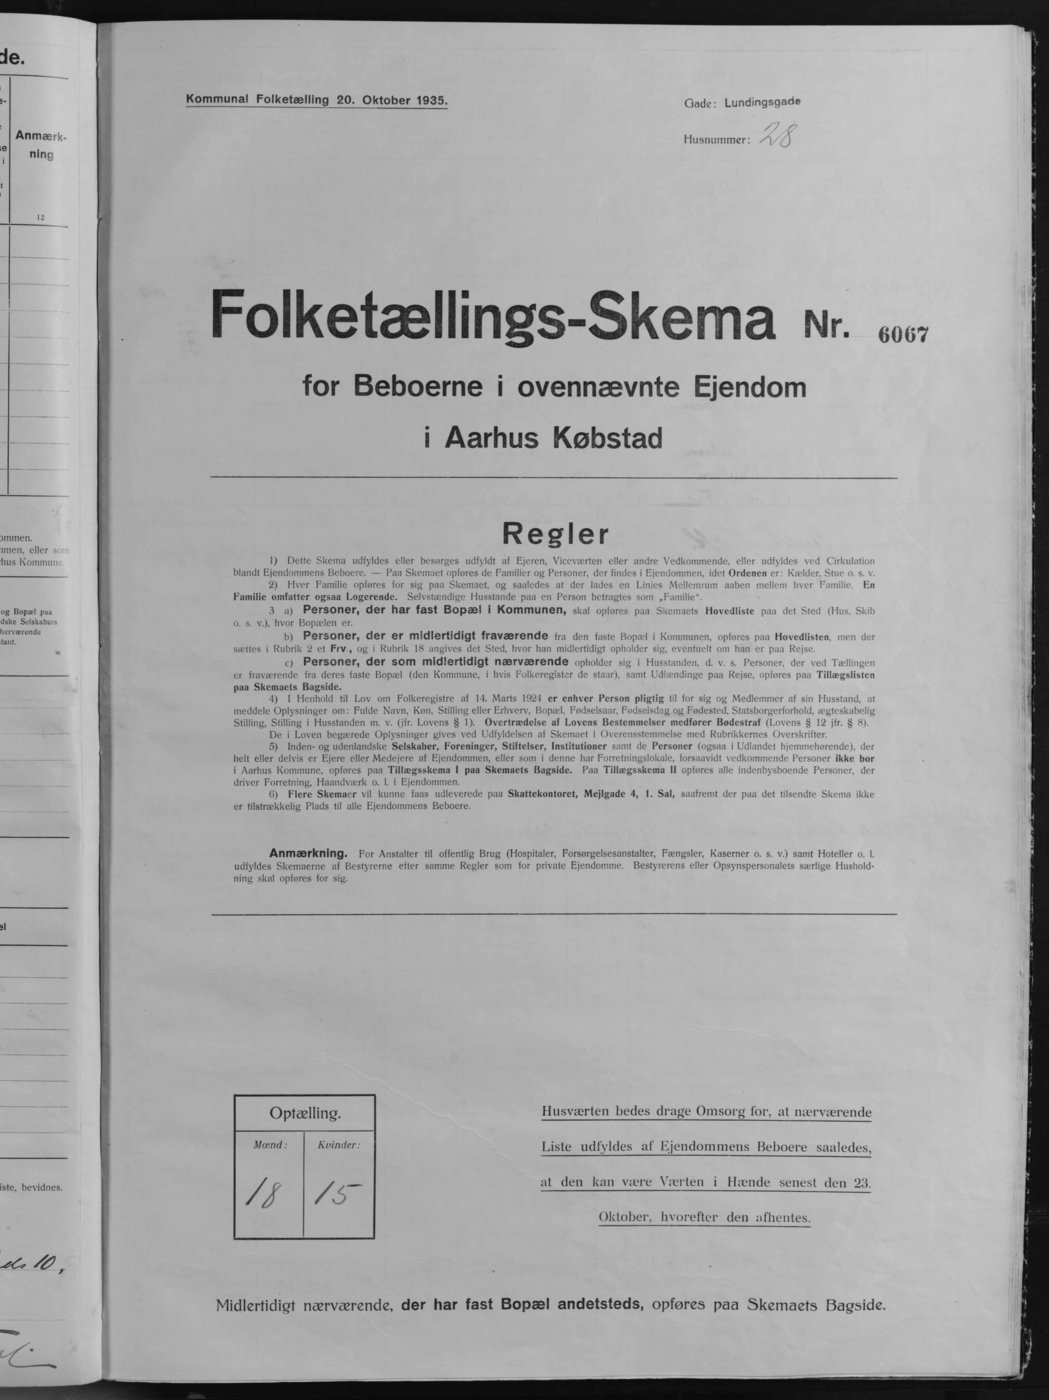 de.
Anmærk-
ning
12
ommen.
mmen, eller som
hus Kommune.
og Bopæl paa
dske Selskabers
herværende
tant.
el
iste, bevidnes.
Kommunal Folketælling 20. Oktober 1935.
Gade: Lundingsgade
Husnummer: 28
Folketællings-Skema Nr. 6067
for Beboerne i ovennævnte Ejendom
i Aarhus Købstad
Regler
1) Dette Skema udfyldes eller besørges udfyldt af Ejeren, Viceværten eller andre Vedkommende, eller udfyldes ved Cirkulation
blandt Ejendommens Beboere. — Paa Skemaet opføres de Familier og Personer, der findes i Ejendommen, idet Ordenen er: Kælder, Stue o. s. v.
2) Hver Familie opføres for sig paa Skemaet, og saaledes at der lades en Linies Mellemrum aaben mellem hver Familie. En
Familie omfatter ogsaa Logerende. Selvstændige Husstande paa en Person betragtes som „Familie“.
3 a) Personer, der har fast Bopæl i Kommunen, skal opføres paa Skemaets Hovedliste paa det Sted (Hus, Skib
o. s. v.), hvor Bopælen er.
b) Personer, der er midlertidigt fraværende fra den faste Bopæl i Kommunen, opføres paa Hovedlisten, men der
sættes i Rubrik 2 et Frv., og i Rubrik 18 angives det Sted, hvor han midlertidigt opholder sig, eventuelt om han er paa Rejse.
c) Personer, der som midlertidigt nærværende opholder sig i Husstanden, d. v. s. Personer, der ved Tællingen
er fraværende fra deres faste Bopæl (den Kommune, i hvis Folkeregister de staar), samt Udlændinge paa Rejse, opføres paa Tillægslisten
paa Skemaets Bagside.
4) I Henhold til Lov om Folkeregistre af 14. Marts 1924 er enhver Person pligtig til for sig og Medlemmer af sin Husstand, at
meddele Oplysninger om: Fulde Navn, Køn, Stilling eller Erhverv, Bopæl, Fødselsaar, Fødselsdag og Fødested, Statsborgerforhold, ægteskabelig
Stilling, Stilling i Husstanden m. v. (jfr. Lovens § 1). Overtrædelse af Lovens Bestemmelser medfører Bødestraf (Lovens § 12 jfr. § 8).
De i Loven begærede Oplysninger gives ved Udfyldelsen af Skemaet i Overensstemmelse med Rubrikkernes Overskrifter.
5) Inden- og udenlandske Selskaber, Foreninger, Stiftelser, Institutioner samt de Personer (ogsaa i Udlandet hjemmehørende), der
helt eller delvis er Ejere eller Medejere af Ejendommen, eller som i denne har Forretningslokale, forsaavidt vedkommende Personer ikke bor
i Aarhus Kommune, opføres paa Tillægsskema I paa Skemaets Bagside. Paa Tillægsskema II opføres alle indenbysboende Personer, der
driver Forretning, Haandværk o. l. i Ejendommen.
6) Flere Skemaer vil kunne faas udleverede paa Skattekontoret, Mejlgade 4, 1. Sal, saafremt der paa det tilsendte Skema ikke
er tilstrækkelig Plads til alle Ejendommens Beboere.
Anmærkning. For Anstalter til offentlig Brug (Hospitaler, Forsørgelsesanstalter, Fængsler, Kaserner o. s. v.) samt Hoteller o. l.
udfyldes Skemaerne af Bestyrerne efter samme Regler som for private Ejendomme. Bestyrerens eller Opsynspersonalets særlige Hushold-
ning skal opføres for sig.
Optælling.
Mænd: Kvinder:
18 15
Husværten bedes drage Omsorg for, at nærværende
Liste udfyldes af Ejendommens Beboere saaledes,
at den kan være Værten i Hænde senest den 23.
Oktober, hvorefter den afhentes.
Midlertidigt nærværende, der har fast Bopæl andetsteds, opføres paa Skemaets Bagside.